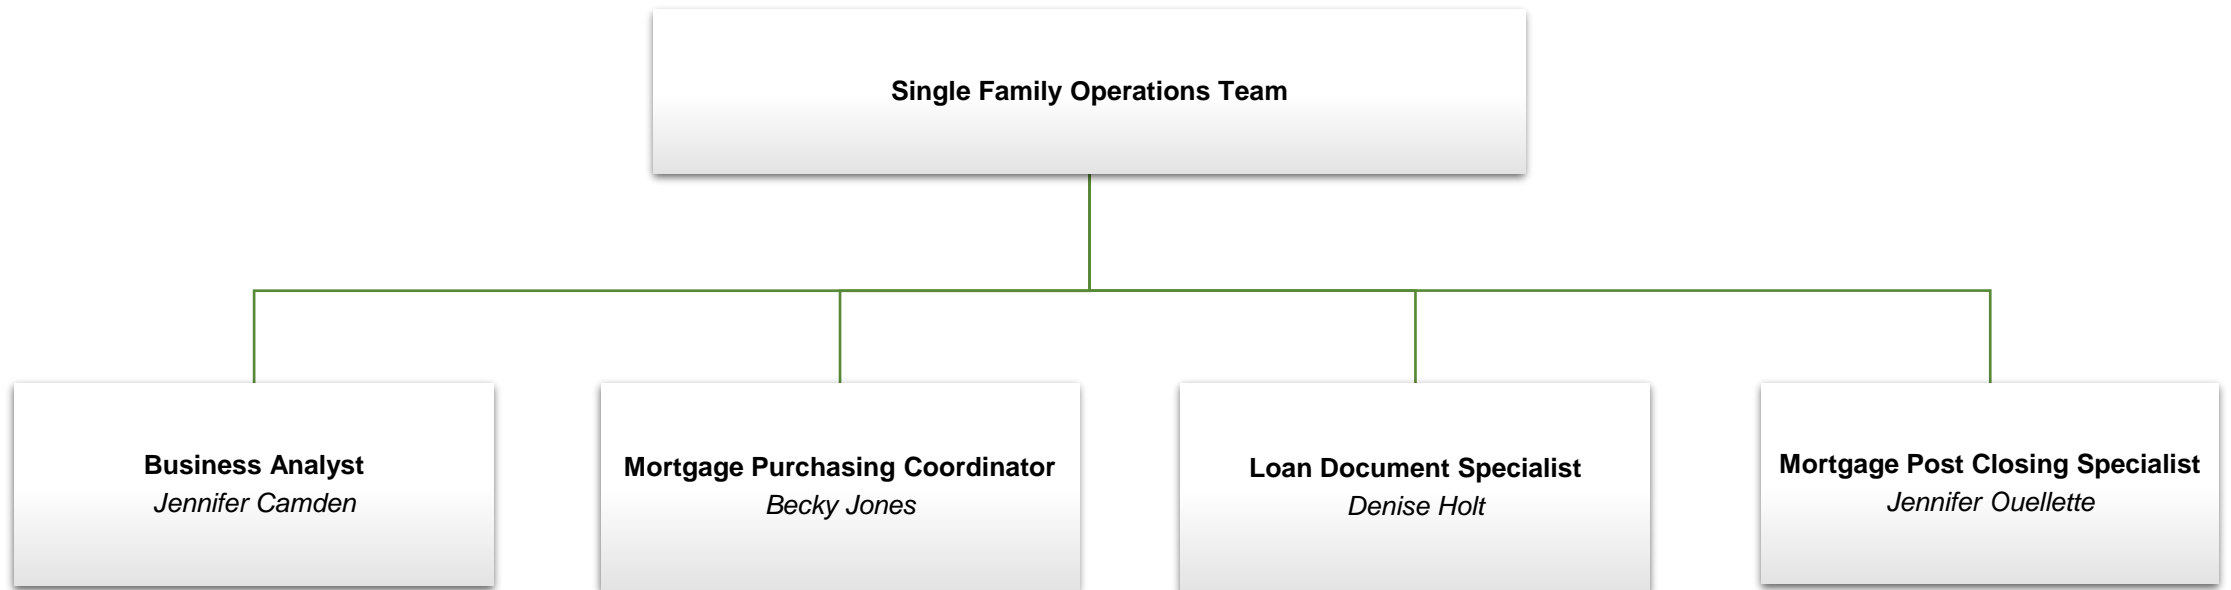 Single Family Operations Team
Business Analyst
Jennifer Camden
Mortgage Purchasing Coordinator
Becky Jones
Loan Document Specialist
Denise Holt
Mortgage Post Closing Specialist
Jennifer Ouellette